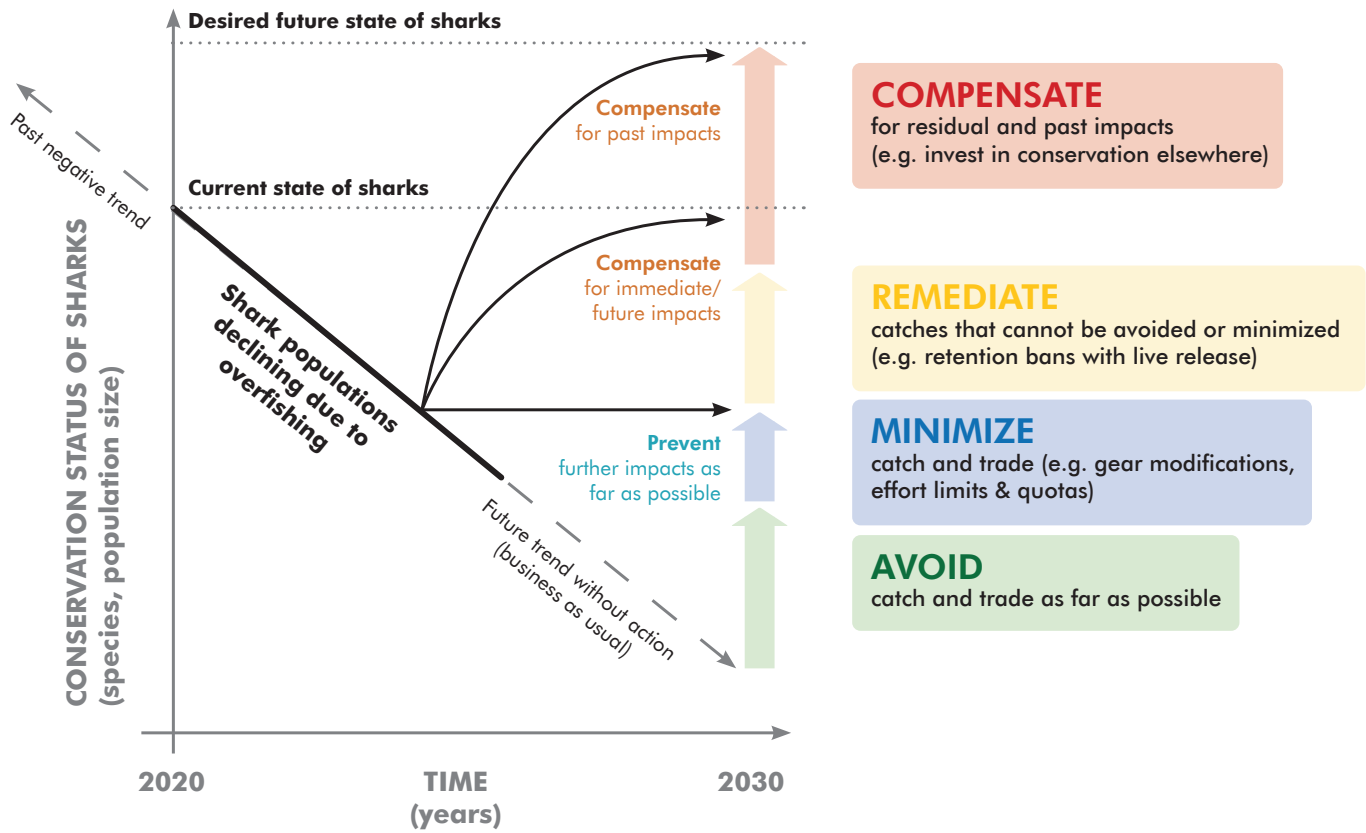 Desired future state of sharks
Past negative trend
Current state of sharks
CONSERVATION STATUS OF SHARKS
(species, population size)
Shark populations
declining due to
overfishing
Future trend without action
(business as usual)
Compensate
for past impacts
Compensate
for immediate/
future impacts
Prevent
further impacts as
far as possible
2020
TIME
(years)
2030
COMPENSATE
for residual and past impacts
(e.g. invest in conservation elsewhere)
REMEDIATE
catches that cannot be avoided or minimized
(e.g. retention bans with live release)
MINIMIZE
catch and trade (e.g. gear modifications,
effort limits & quotas)
AVOID
catch and trade as far as possible